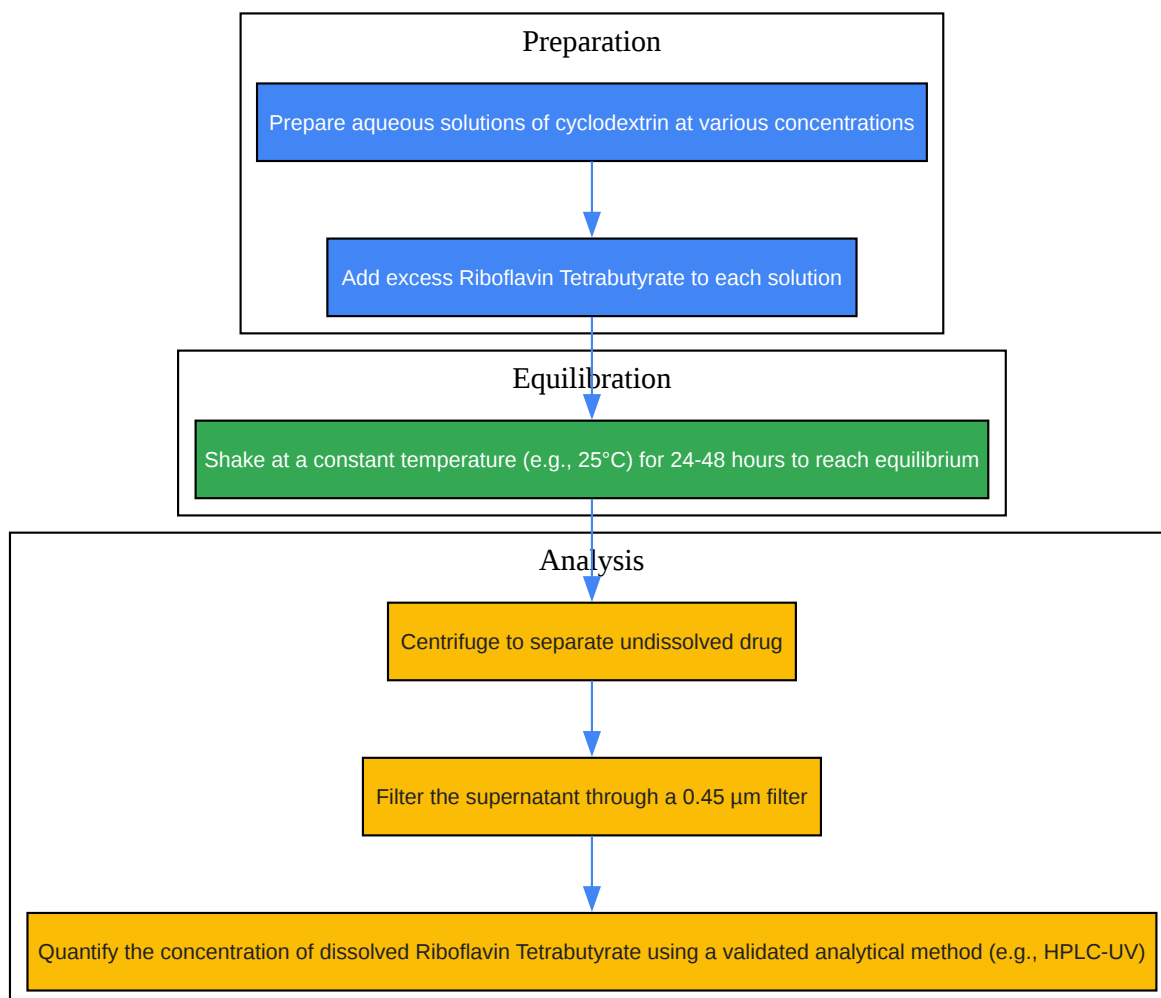 Preparation
Prepare aqueous solutions of cyclodextrin at various concentrations
Add excess Riboflavin Tetrabutyrate to each solution
Equilibration
Shake at a constant temperature (e.g., 25°C) for 24-48 hours to reach equilibrium
Analysis
Centrifuge to separate undissolved drug
Filter the supernatant through a 0.45 µm filter
Quantify the concentration of dissolved Riboflavin Tetrabutyrate using a validated analytical method (e.g., HPLC-UV)